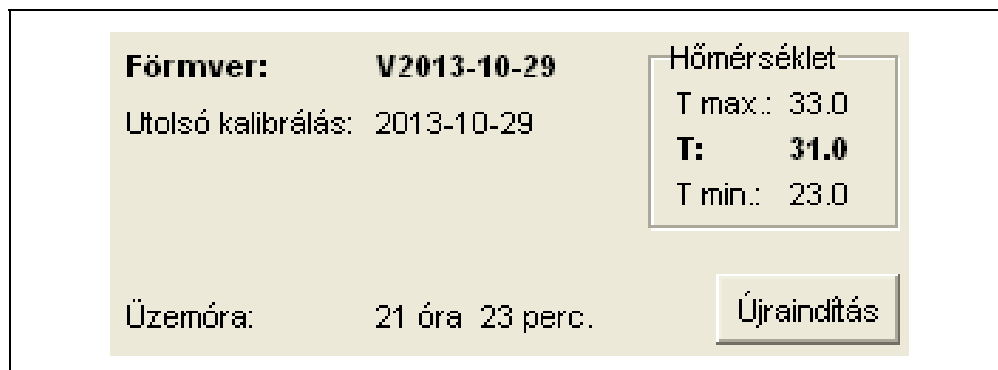 Förmver: V2013-10-29
Utolsó kalibrálás: 2013-10-29
Hőmérséklet
T max.: 33.0
T: 31.0
T min.: 23.0
Üzemóra: 21 óra 23 perc.
Újraindítás